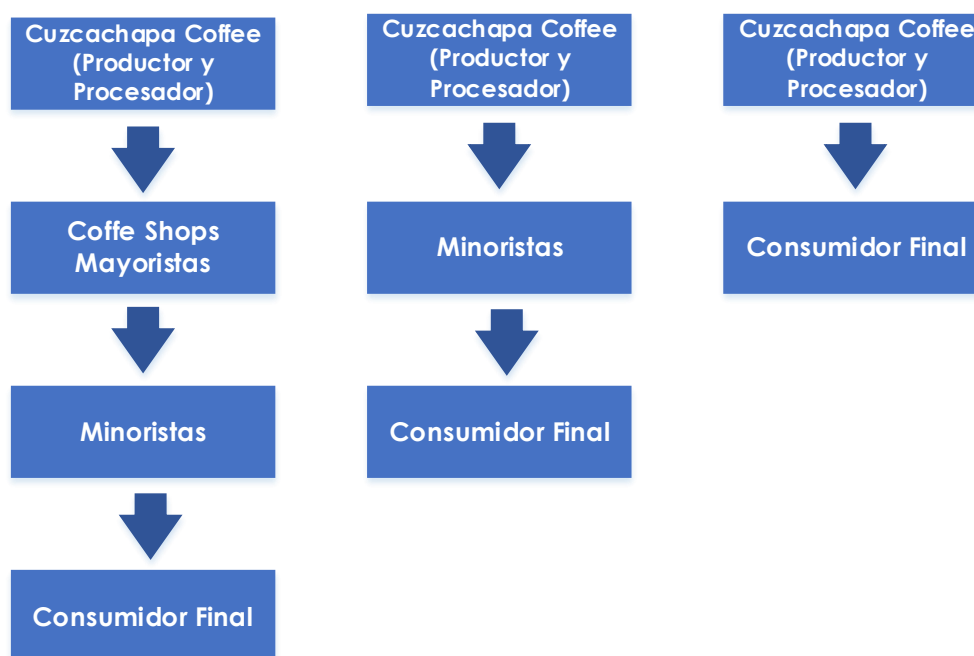 Cuzcachapa Coffee
(Productor y
Procesador)
Coffe Shops
Mayoristas
Minoristas
Consumidor Final
Cuzcachapa Coffee
(Productor y
Procesador)
Minoristas
Consumidor Final
Cuzcachapa Coffee
(Productor y
Procesador)
Consumidor Final